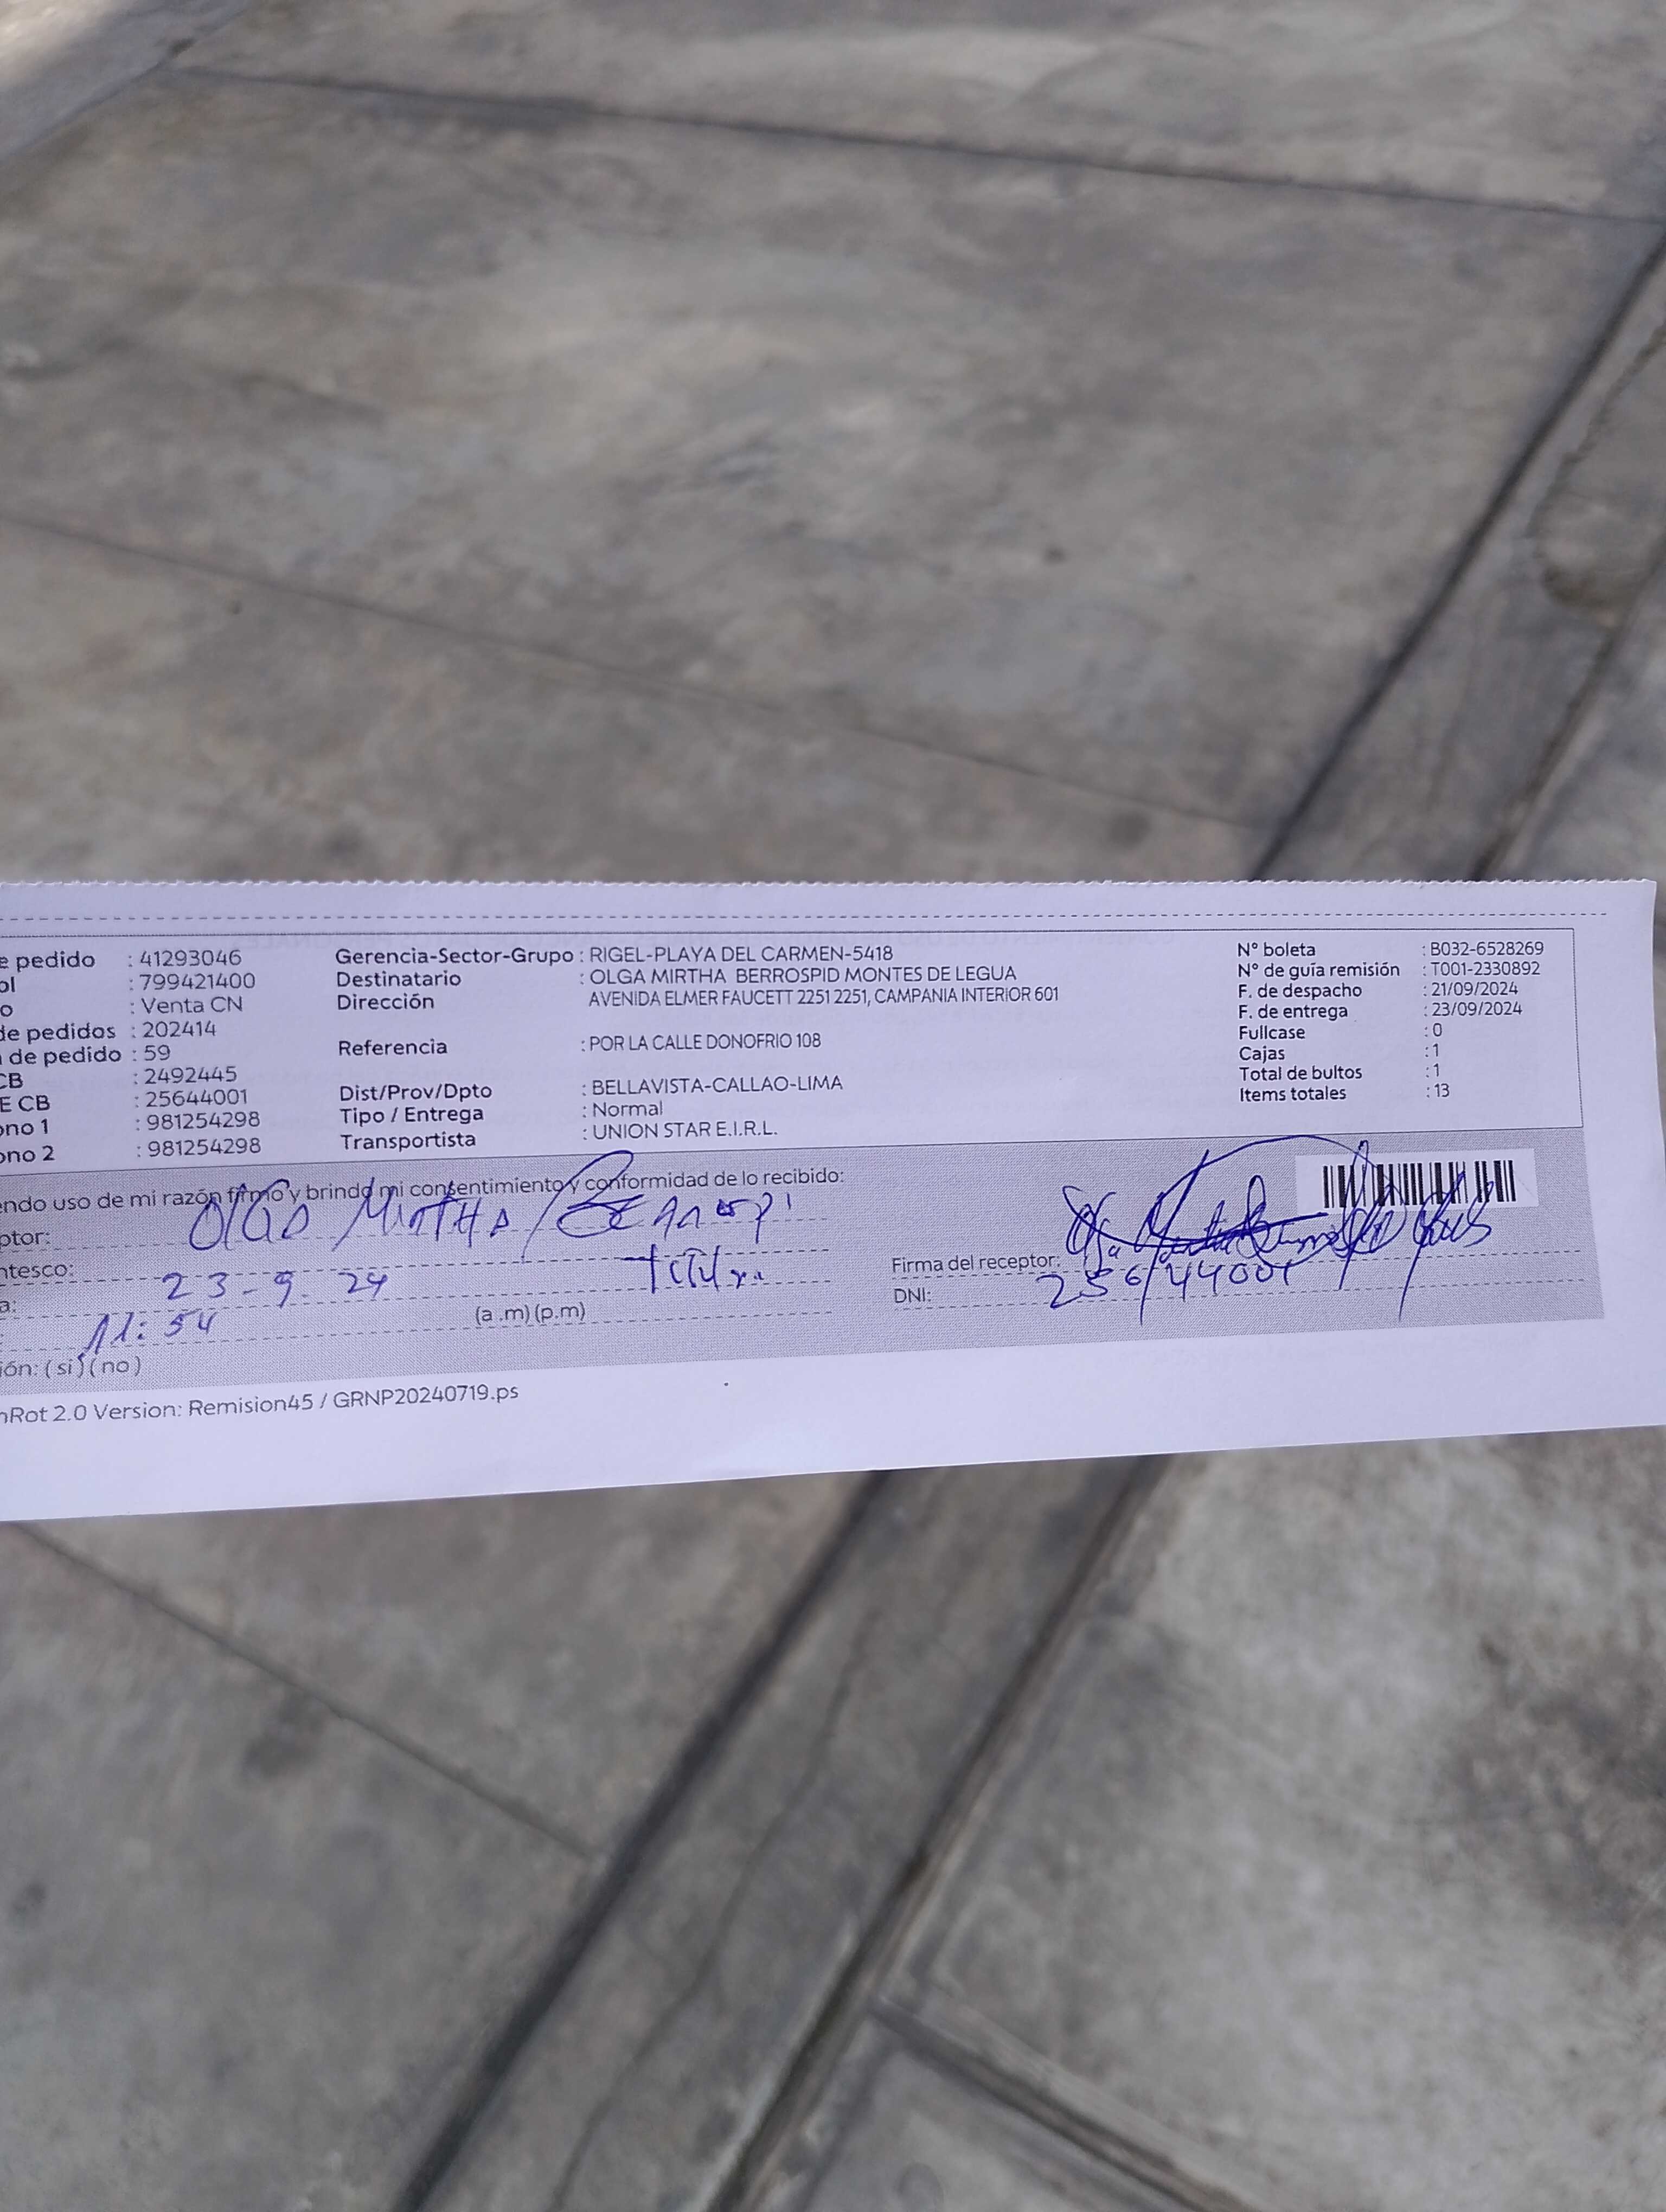 e pedido : 41293046
ol : 799421400
o : Venta CN
de pedidos : 202414
de pedido : 59
CB : 2492445
E CB : 25644001
ono 1 : 981254298
ono 2 : 981254298
Gerencia-Sector-Grupo : RIGEL-PLAYA DEL CARMEN-5418
Destinatario : OLGA MIRTHA BERROSPID MONTES DE LEGUA
Dirección AVENIDA ELMER FAUCETT 2251 2251, CAMPANIA INTERIOR 601
Referencia : POR LA CALLE DONOFRIO 108
Dist/Prov/Dpto : BELLAVISTA-CALLAO-LIMA
Tipo / Entrega : Normal
Transportista : UNION STAR E.I.R.L.
N° boleta : B032-6528269
N° de guía remisión : T001-2330892
F. de despacho : 21/09/2024
F. de entrega : 23/09/2024
Fullcase : 0
Cajas : 1
Total de bultos : 1
Items totales : 13
endo uso de mi razón firmo y brindo mi consentimiento y conformidad de lo recibido:
ptor: Olga Mirtha Berrospi
ntesco: Titular
a: 23-9-24
: 11:54 (a .m) (p.m)
ión: ( si ) ( no )
Firma del receptor:
DNI: 25644001
nRot 2.0 Version: Remision45 / GRNP20240719.ps